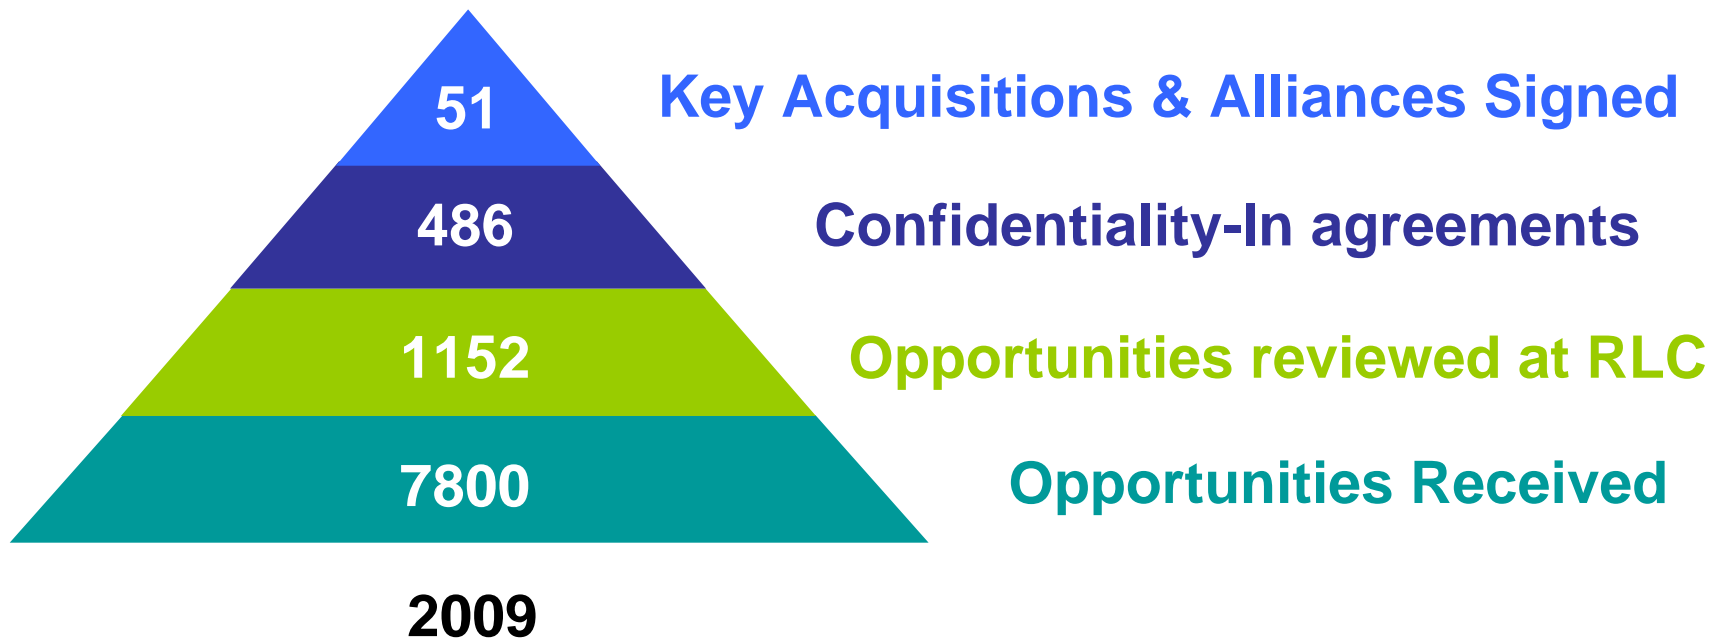 51 Key Acquisitions & Alliances Signed
486 Confidentiality-In agreements
1152 Opportunities reviewed at RLC
7800 Opportunities Received
2009